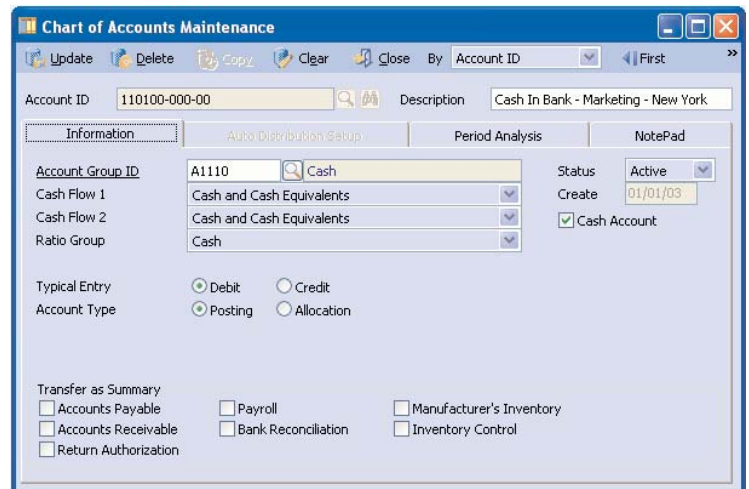 Chart of Accounts Maintenance
Update Delete Copy Clear Close By Account ID First »
Account ID 110100-000-00 Description Cash In Bank - Marketing - New York
Information Auto Distribution Setup Period Analysis NotePad
Account Group ID A1110 Cash Status Active
Cash Flow 1 Cash and Cash Equivalents Create 01/01/03
Cash Flow 2 Cash and Cash Equivalents Cash Account
Ratio Group Cash
Typical Entry Debit Credit
Account Type Posting Allocation
Transfer as Summary
Accounts Payable Payroll Manufacturer's Inventory
Accounts Receivable Bank Reconciliation Inventory Control
Return Authorization